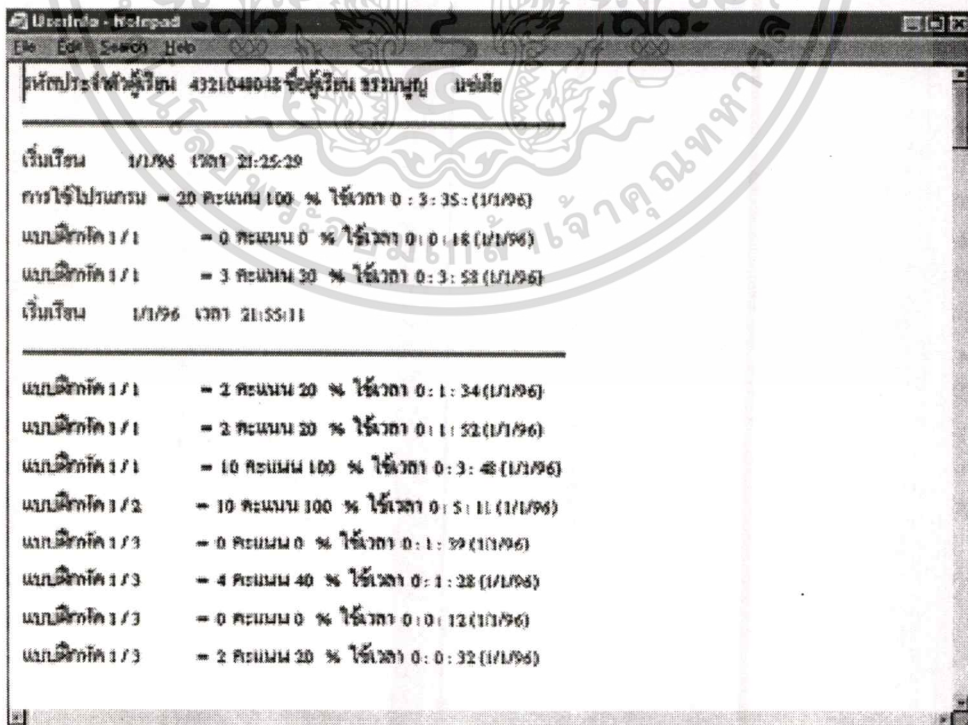 UserInfo - Notepad
File Edit Search Help
รหัสประจำตัวผู้เรียน 4321048048 ชื่อผู้เรียน ธรรมนูญ
เริ่มเรียน 1/1/96 เวลา 21:25:29
การใช้โปรแกรม = 20 คะแนน 100 % ใช้เวลา 0 : 3 : 35 : (1/1/96)
แบบฝึกหัด 1 / 1 = 0 คะแนน 0 % ใช้เวลา 0 : 0 : 18 (1/1/96)
แบบฝึกหัด 1 / 1 = 3 คะแนน 30 % ใช้เวลา 0 : 3 : 58 (1/1/96)
เริ่มเรียน 1/1/96 เวลา 21:55:11
แบบฝึกหัด 1 / 1 = 2 คะแนน 20 % ใช้เวลา 0 : 1 : 34 (1/1/96)
แบบฝึกหัด 1 / 1 = 2 คะแนน 20 % ใช้เวลา 0 : 1 : 52 (1/1/96)
แบบฝึกหัด 1 / 1 = 10 คะแนน 100 % ใช้เวลา 0 : 3 : 48 (1/1/96)
แบบฝึกหัด 1 / 2 = 10 คะแนน 100 % ใช้เวลา 0 : 5 : 11 (1/1/96)
แบบฝึกหัด 1 / 3 = 0 คะแนน 0 % ใช้เวลา 0 : 1 : 39 (1/1/96)
แบบฝึกหัด 1 / 3 = 4 คะแนน 40 % ใช้เวลา 0 : 1 : 28 (1/1/96)
แบบฝึกหัด 1 / 3 = 0 คะแนน 0 % ใช้เวลา 0 : 0 : 12 (1/1/96)
แบบฝึกหัด 1 / 3 = 2 คะแนน 20 % ใช้เวลา 0 : 0 : 32 (1/1/96)